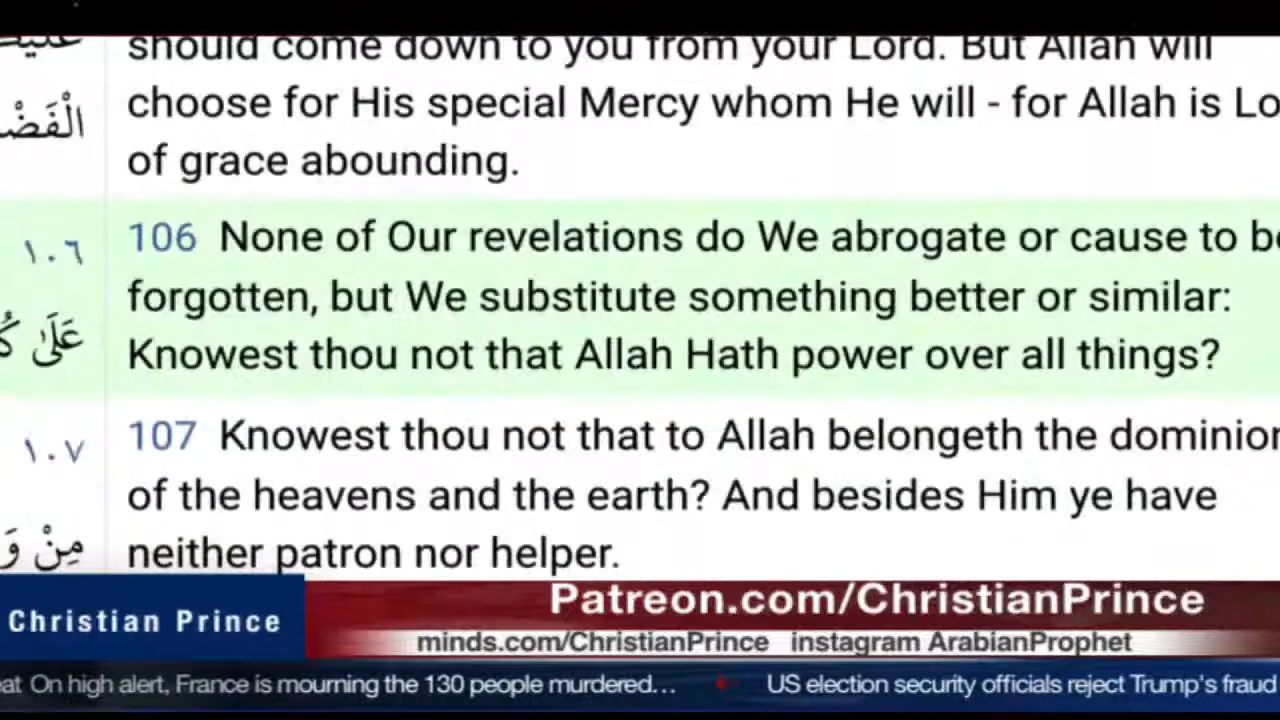 should come down to you from your Lord. But Allah will
الْفَضْ
choose for His special Mercy whom He will - for Allah is Lo
of grace abounding.
١٠٦
106 None of Our revelations do We abrogate or cause to be
forgotten, but We substitute something better or similar:
عَلَىٰ كُ
Knowest thou not that Allah Hath power over all things?
١٠٧
107 Knowest thou not that to Allah belongeth the dominion
of the heavens and the earth? And besides Him ye have
مِنْ وَ
neither patron nor helper.
Christian Prince
Patreon.com/ChristianPrince
minds.com/ChristianPrince instagram ArabianProphet
at On high alert, France is mourning the 130 people murdered... US election security officials reject Trump's fraud